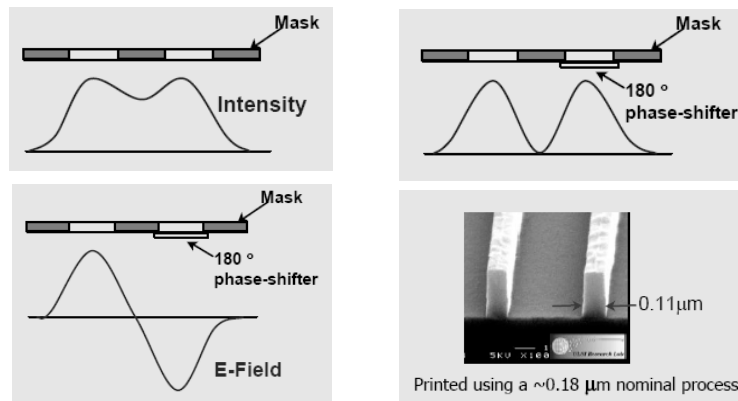 Mask
Intensity
Mask
180 °
phase-shifter
Mask
180 °
phase-shifter
E-Field
0.11μm
5KV X100
Printed using a ~0.18 μm nominal process